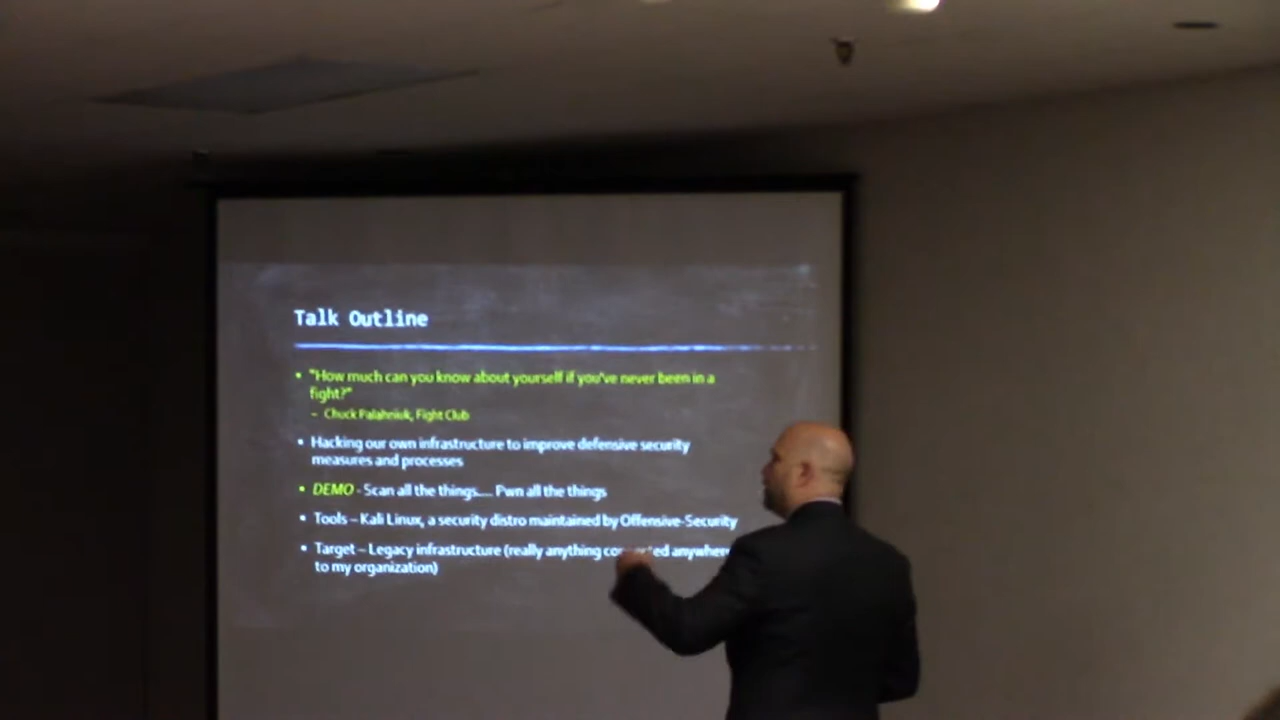 Talk Outline
• "How much can you know about yourself if you've never been in a
fight?"
– Chuck Palahniuk, Fight Club
• Hacking our own infrastructure to improve defensive security
measures and processes
• DEMO - Scan all the things.... Pwn all the things
• Tools – Kali Linux, a security distro maintained by Offensive-Security
• Target – Legacy infrastructure (really anything anywhere
to my organization)